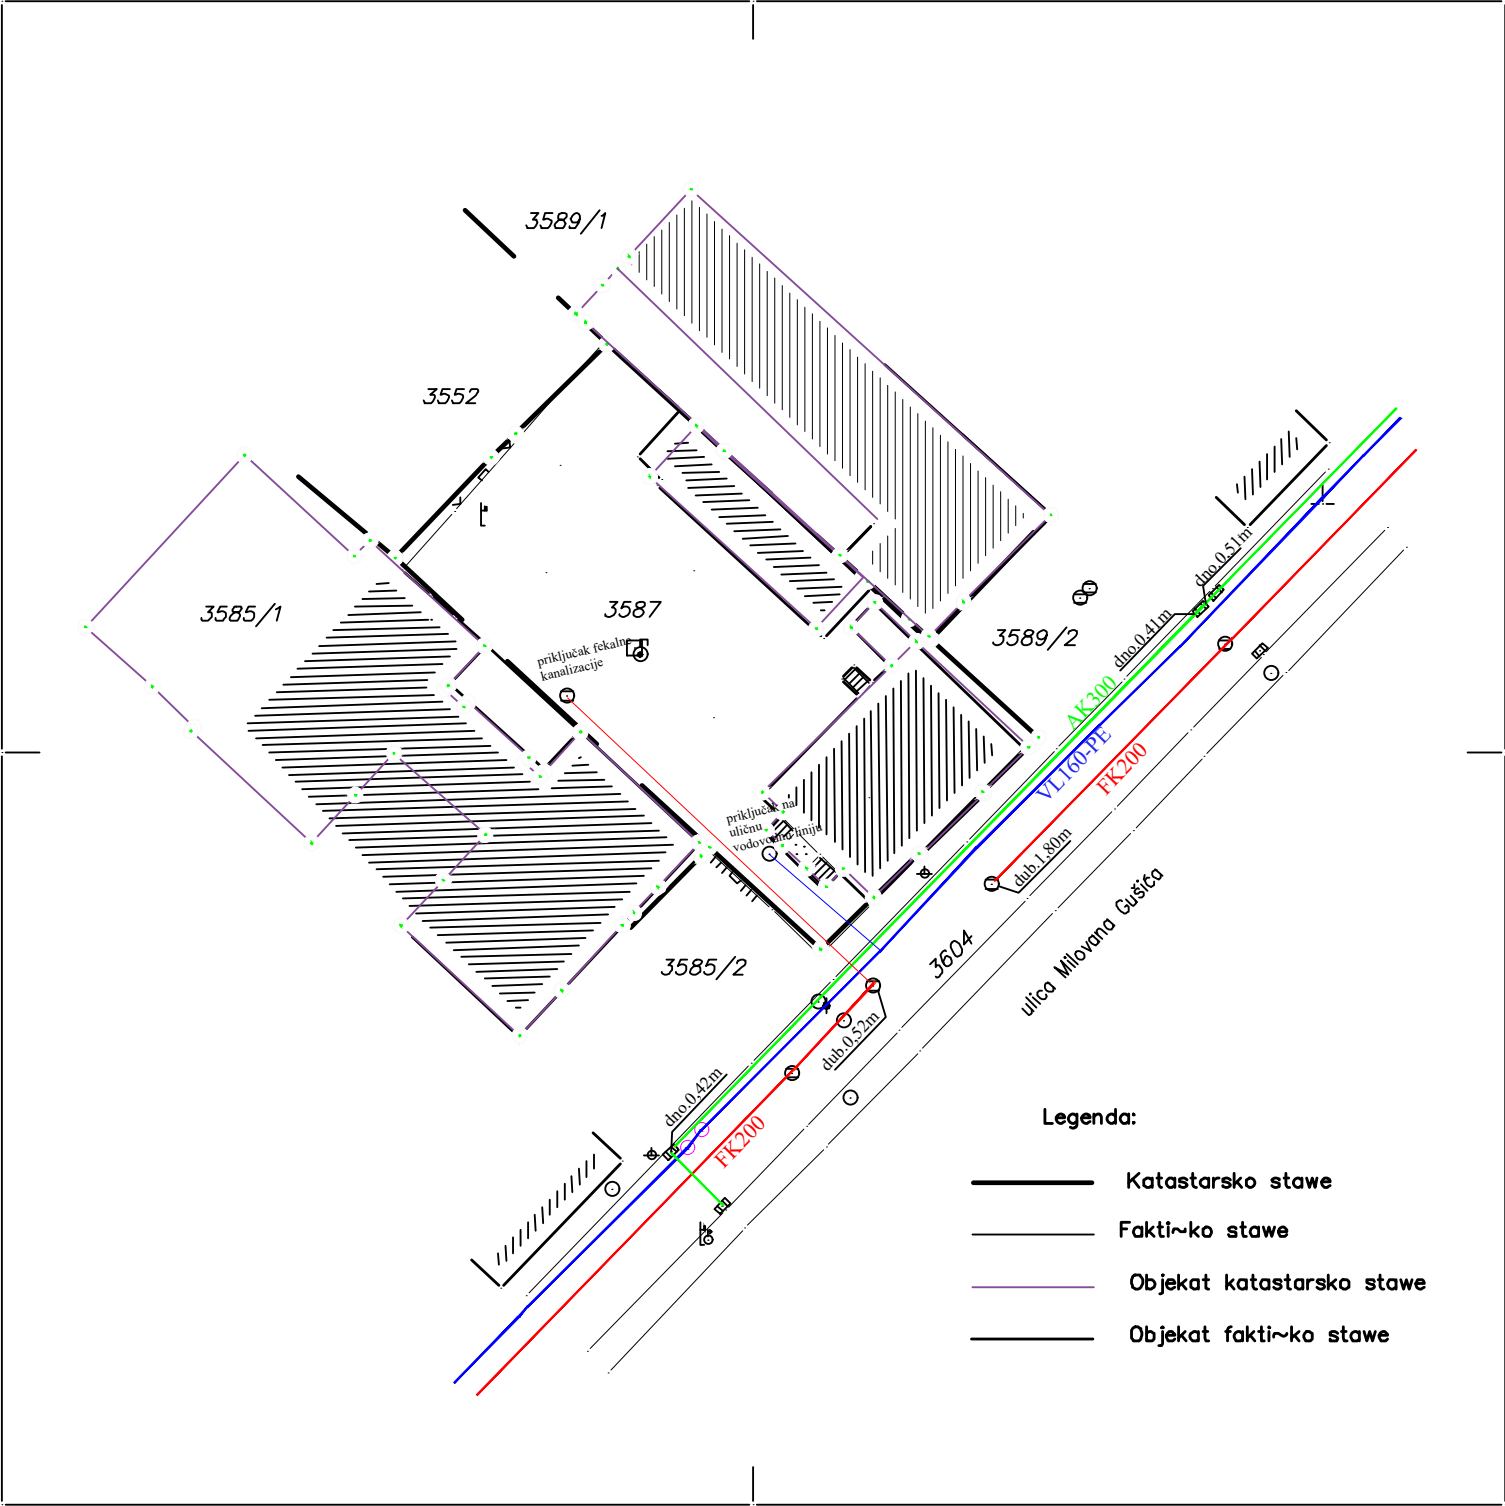 3589/1
3552
3585/1
3587
3589/2
priključak fekalne
kanalizacije
dno.0,51m
dno.0,41m
AK300
VL160-PE
FK200
priključak na
uličnu
vodovodnu liniju
dub.1,80m
3585/2
3604
ulica Milovana Gušića
dub.0,52m
dno.0,42m
FK200
Legenda:
Katastarsko stawe
Fakti~ko stawe
Objekat katastarsko stawe
Objekat fakti~ko stawe